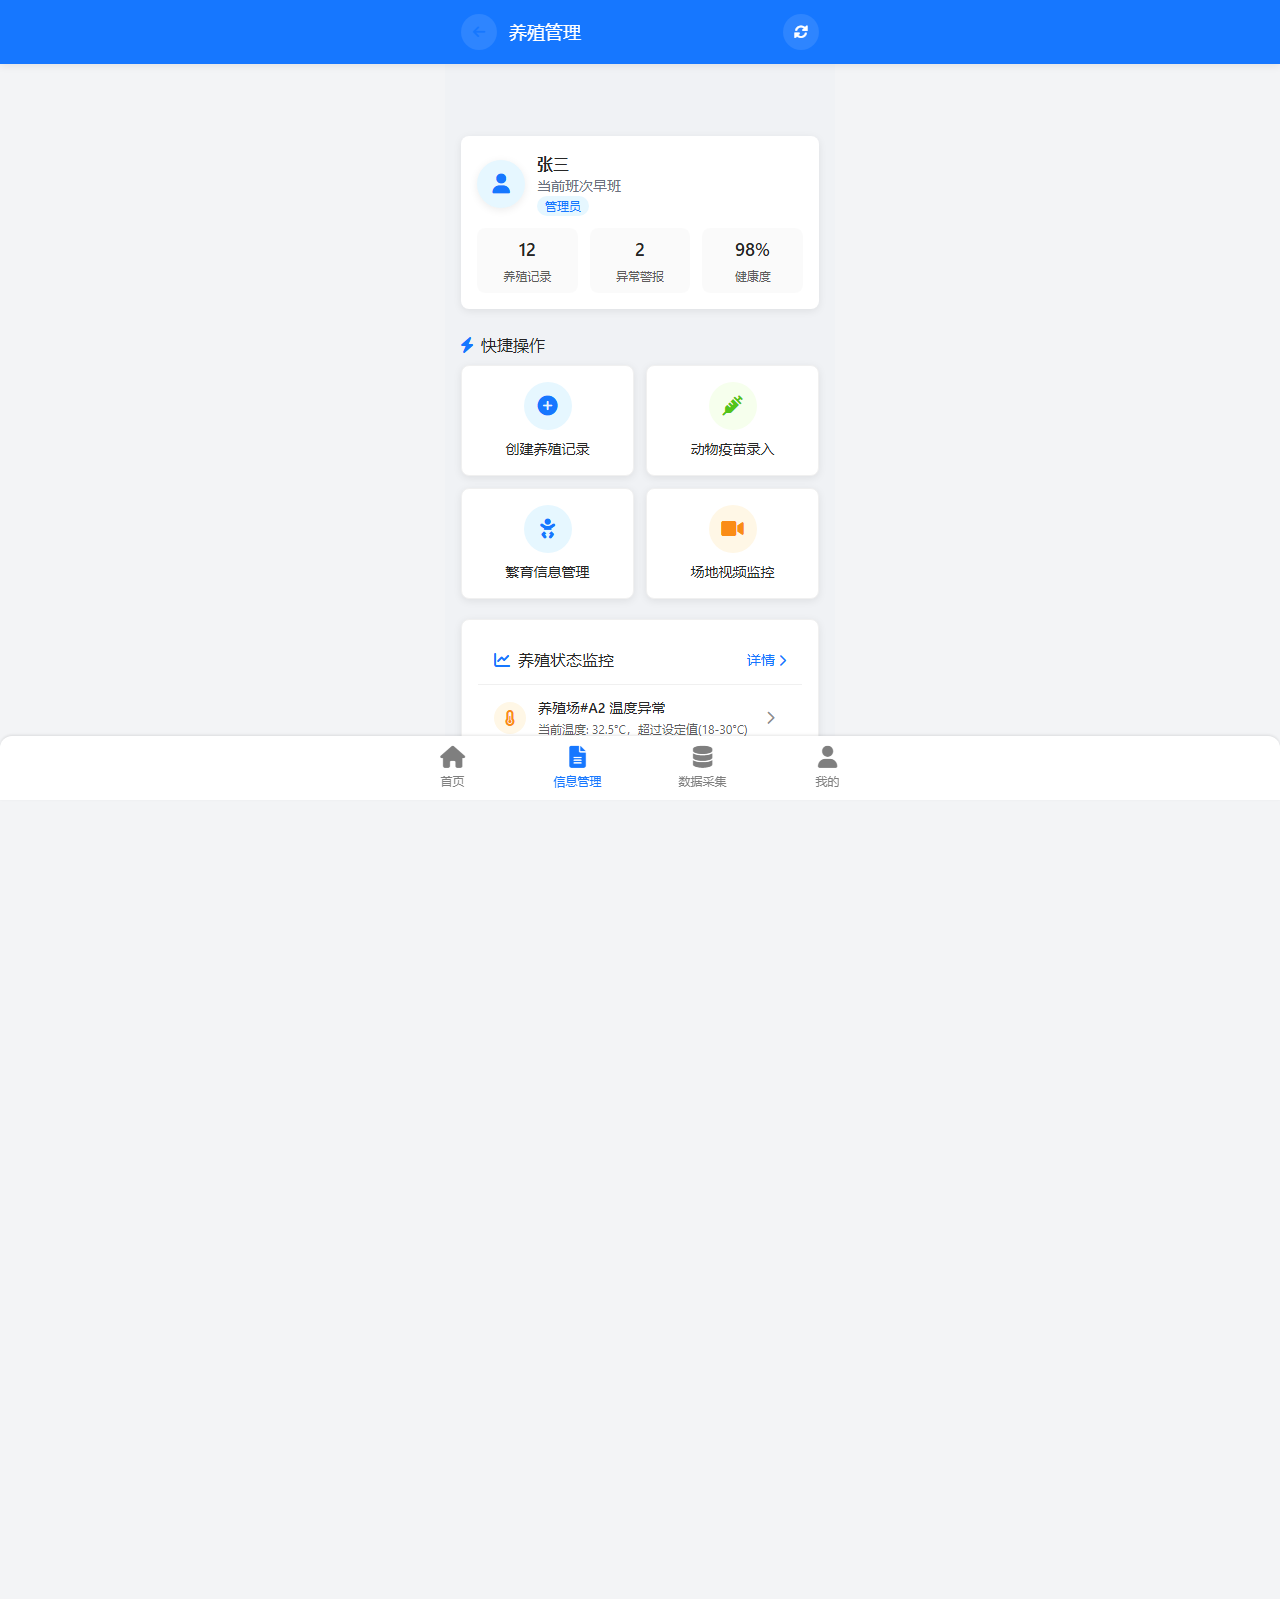 养殖管理
张三
当前班次早班
管理员
12
养殖记录
2
异常警报
98%
健康度
快捷操作
创建养殖记录
动物疫苗录入
繁育信息管理
场地视频监控
养殖状态监控
详情
养殖场#A2 温度异常
当前温度: 32.5°C，超过设定值(18-30°C)
首页
信息管理
数据采集
我的